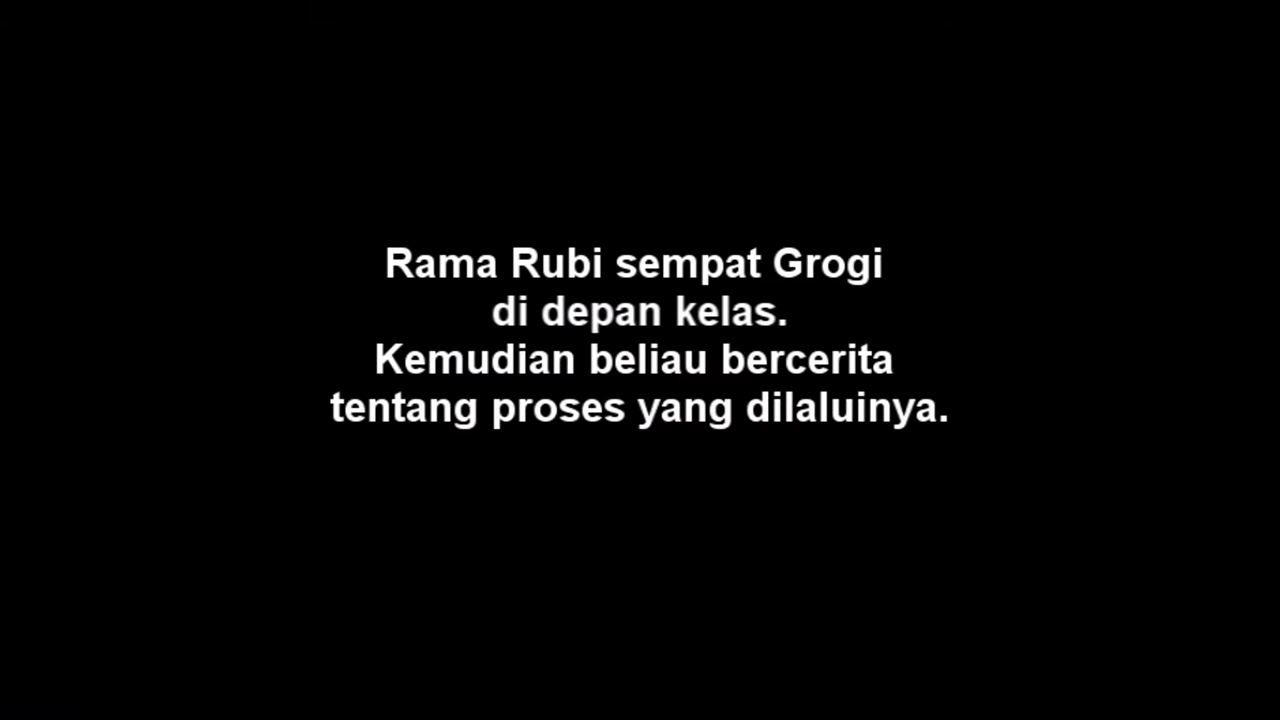 Rama Rubi sempat Grogi
di depan kelas.
Kemudian beliau bercerita
tentang proses yang dilaluinya.